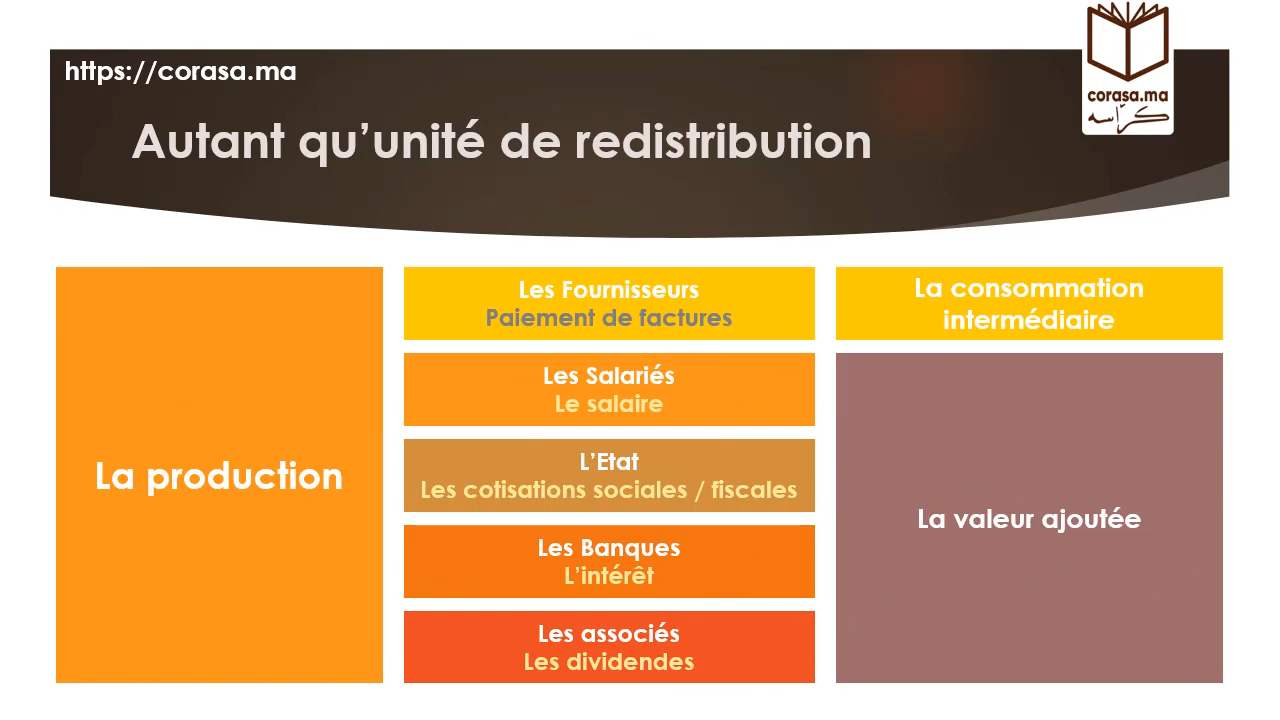 https://corasa.ma
corasa.ma
كرّاسه
Autant qu’unité de redistribution
La production
Les Fournisseurs
Paiement de factures
Les Salariés
Le salaire
L’Etat
Les cotisations sociales / fiscales
Les Banques
L’intérêt
Les associés
Les dividendes
La consommation
intermédiaire
La valeur ajoutée